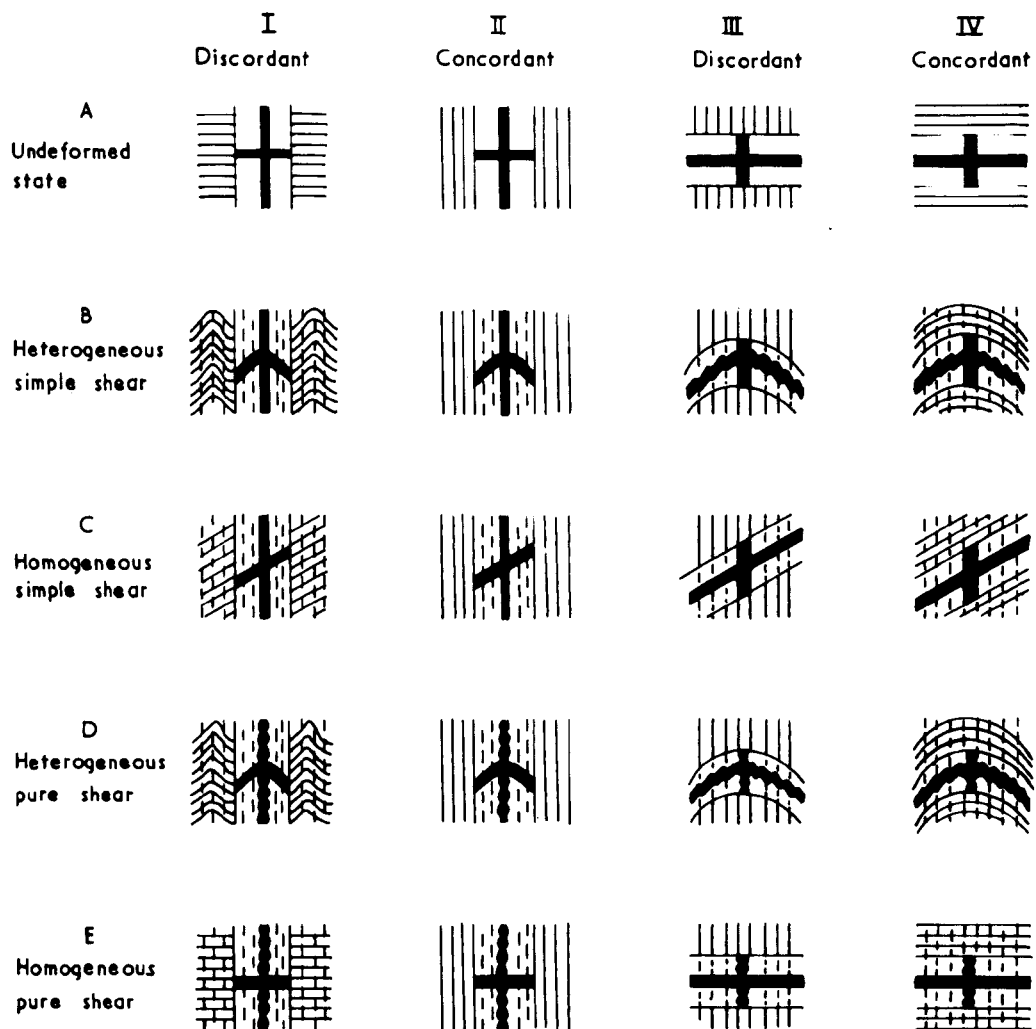 I II III IV
Discordant Concordant Discordant Concordant
A
Undeformed
state
B
Heterogeneous
simple shear
C
Homogeneous
simple shear
D
Heterogeneous
pure shear
E
Homogeneous
pure shear